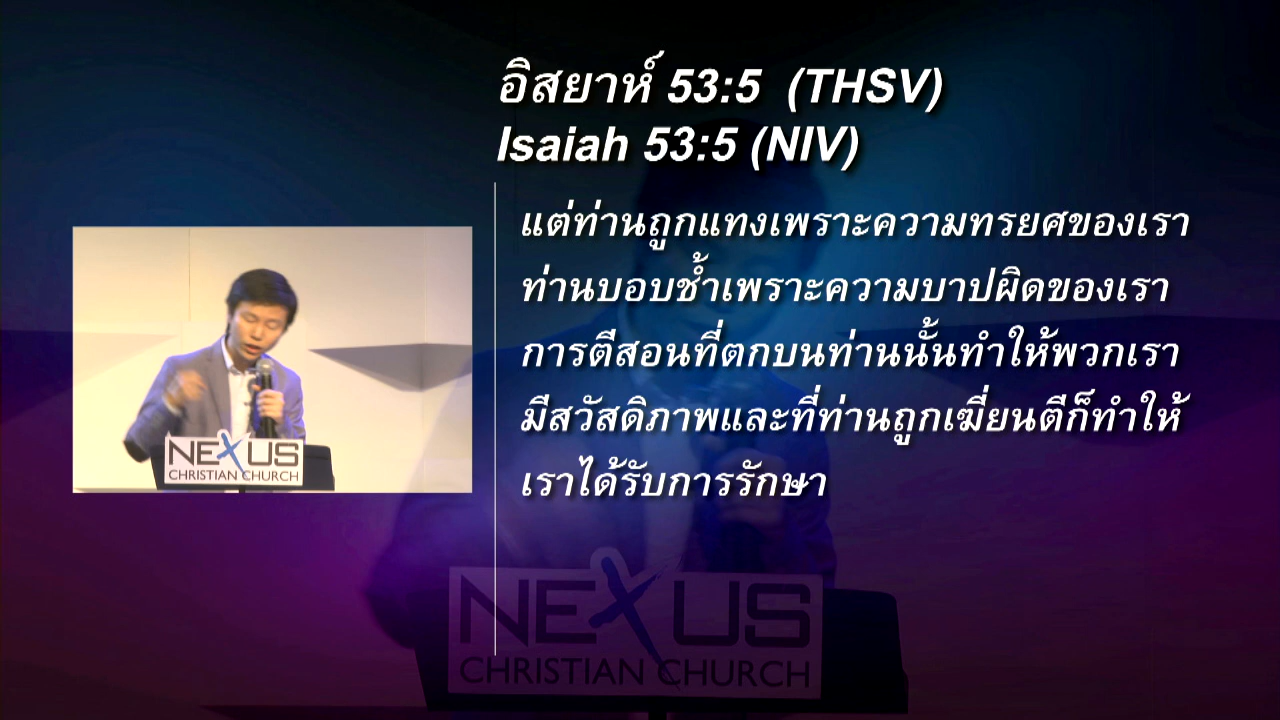 อิสยาห์ 53:5 (THSV)
Isaiah 53:5 (NIV)
แต่ท่านถูกแทงเพราะความทรยศของเรา
ท่านบอบช้ำเพราะความบาปผิดของเรา
การตีสอนที่ตกบนท่านนั้นทำให้พวกเรา
มีสวัสดิภาพและที่ท่านถูกเฆี่ยนตีก็ทำให้
เราได้รับการรักษา
NEXUS
CHRISTIAN CHURCH
NEXUS
CHRISTIAN CHURCH